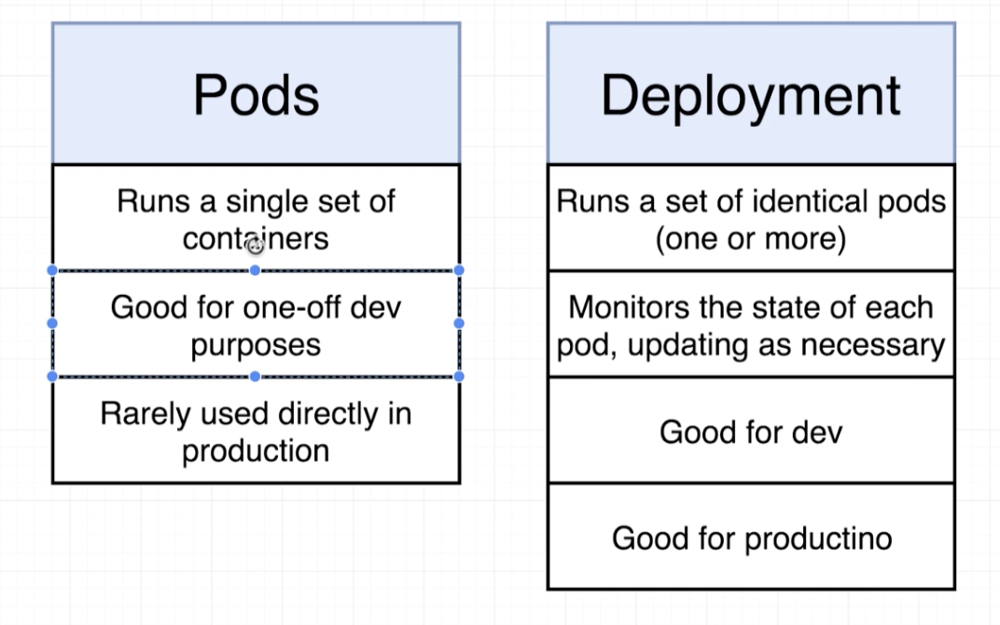 Pods
Runs a single set of
containers
Good for one-off dev
purposes
Rarely used directly in
production
Deployment
Runs a set of identical pods
(one or more)
Monitors the state of each
pod, updating as necessary
Good for dev
Good for productino